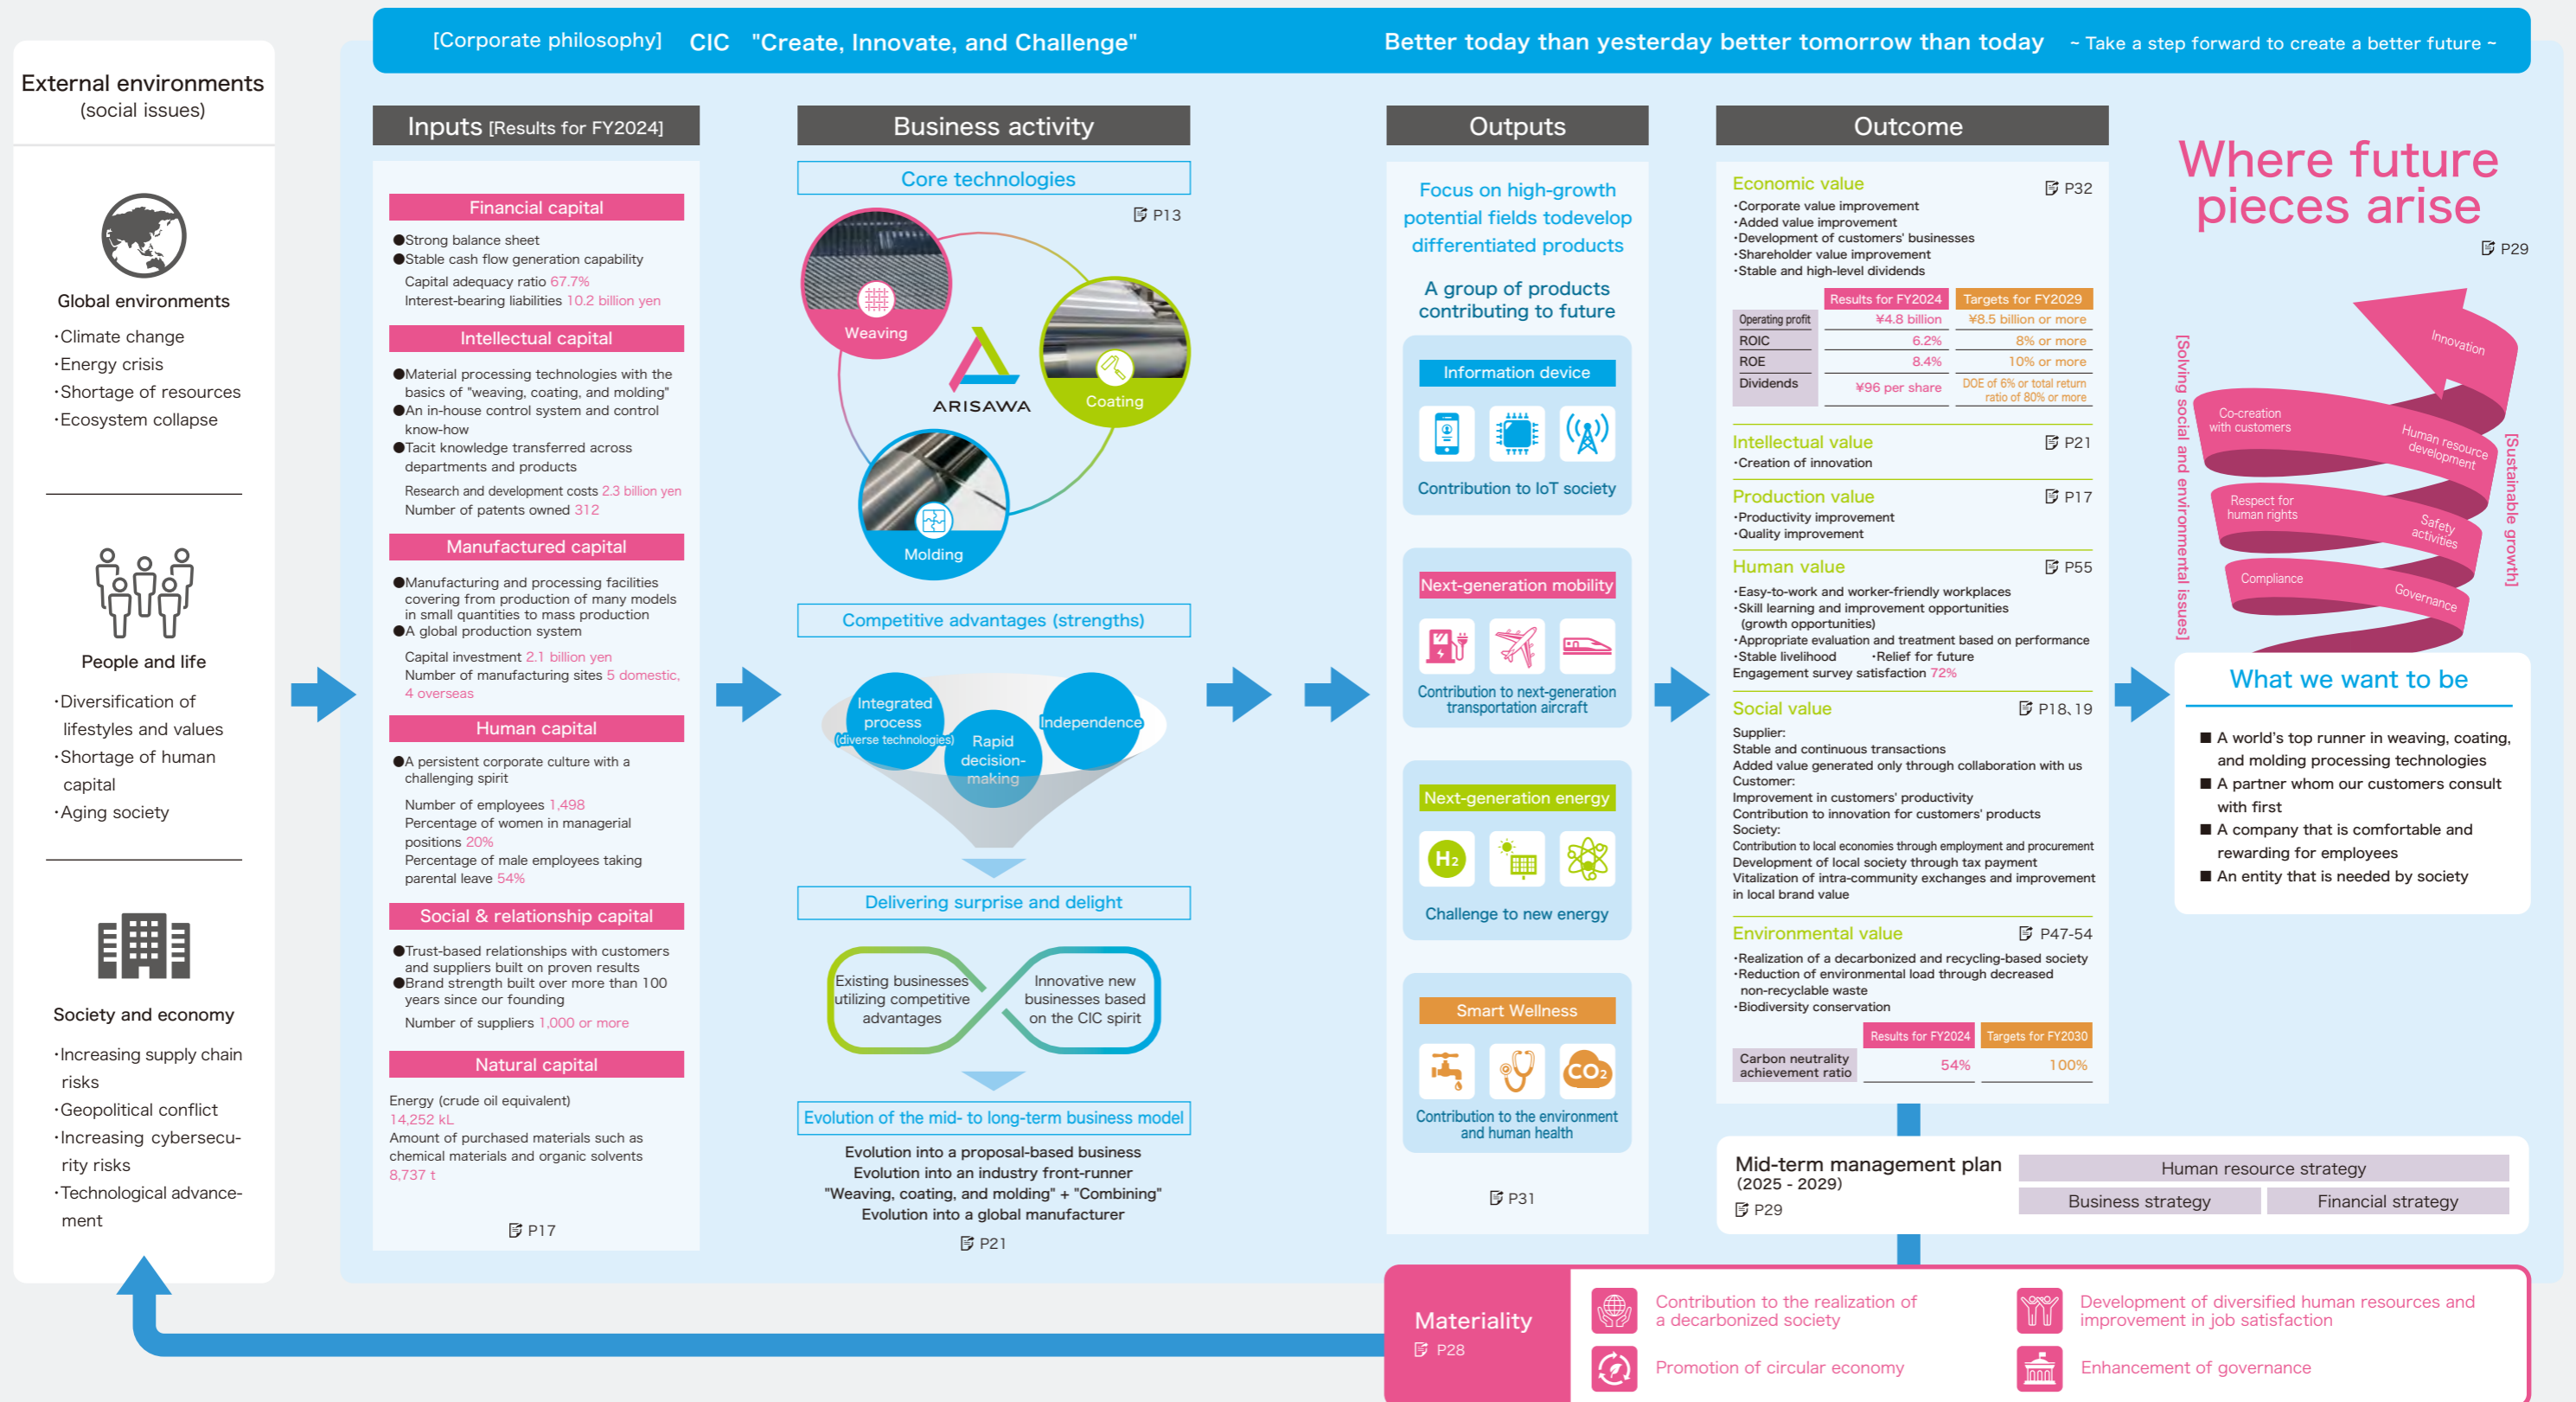 [Corporate philosophy] CIC "Create, Innovate, and Challenge"
Better today than yesterday better tomorrow than today ~ Take a step forward to create a better future ~
External environments
(social issues)
Global environments
・Climate change
・Energy crisis
・Shortage of resources
・Ecosystem collapse
People and life
・Diversification of
lifestyles and values
・Shortage of human
capital
・Aging society
Society and economy
・Increasing supply chain
risks
・Geopolitical conflict
・Increasing cybersecu-
rity risks
・Technological advance-
ment
Inputs [Results for FY2024]
Financial capital
●Strong balance sheet
●Stable cash flow generation capability
Capital adequacy ratio 67.7%
Interest-bearing liabilities 10.2 billion yen
Intellectual capital
●Material processing technologies with the
basics of "weaving, coating, and molding"
●An in-house control system and control
know-how
●Tacit knowledge transferred across
departments and products
Research and development costs 2.3 billion yen
Number of patents owned 312
Manufactured capital
●Manufacturing and processing facilities
covering from production of many models
in small quantities to mass production
●A global production system
Capital investment 2.1 billion yen
Number of manufacturing sites 5 domestic,
4 overseas
Human capital
●A persistent corporate culture with a
challenging spirit
Number of employees 1,498
Percentage of women in managerial
positions 20%
Percentage of male employees taking
parental leave 54%
Social & relationship capital
●Trust-based relationships with customers
and suppliers built on proven results
●Brand strength built over more than 100
years since our founding
Number of suppliers 1,000 or more
Natural capital
Energy (crude oil equivalent)
14,252 kL
Amount of purchased materials such as
chemical materials and organic solvents
8,737 t
P17
Business activity
Core technologies
P13
Weaving
Coating
ARISAWA
Molding
Competitive advantages (strengths)
Integrated
process
(diverse technologies)
Rapid
decision-
making
Independence
Delivering surprise and delight
Existing businesses
utilizing competitive
advantages
Innovative new
businesses based
on the CIC spirit
Evolution of the mid- to long-term business model
Evolution into a proposal-based business
Evolution into an industry front-runner
"Weaving, coating, and molding" + "Combining"
Evolution into a global manufacturer
P21
Outputs
Focus on high-growth
potential fields todevelop
differentiated products
A group of products
contributing to future
Information device
Contribution to IoT society
Next-generation mobility
Contribution to next-generation
transportation aircraft
Next-generation energy
H2
Challenge to new energy
Smart Wellness
CO2
Contribution to the environment
and human health
P31
Outcome
Economic value P32
・Corporate value improvement
・Added value improvement
・Development of customers' businesses
・Shareholder value improvement
・Stable and high-level dividends
Results for FY2024 Targets for FY2029
Operating profit ¥4.8 billion ¥8.5 billion or more
ROIC 6.2% 8% or more
ROE 8.4% 10% or more
Dividends ¥96 per share DOE of 6% or total return
ratio of 80% or more
Intellectual value P21
・Creation of innovation
Production value P17
・Productivity improvement
・Quality improvement
Human value P55
・Easy-to-work and worker-friendly workplaces
・Skill learning and improvement opportunities
(growth opportunities)
・Appropriate evaluation and treatment based on performance
・Stable livelihood ・Relief for future
Engagement survey satisfaction 72%
Social value P18、19
Supplier:
Stable and continuous transactions
Added value generated only through collaboration with us
Customer:
Improvement in customers' productivity
Contribution to innovation for customers' products
Society:
Contribution to local economies through employment and procurement
Development of local society through tax payment
Vitalization of intra-community exchanges and improvement
in local brand value
Environmental value P47-54
・Realization of a decarbonized and recycling-based society
・Reduction of environmental load through decreased
non-recyclable waste
・Biodiversity conservation
Results for FY2024 Targets for FY2030
Carbon neutrality
achievement ratio 54% 100%
Where future
pieces arise
P29
[Solving social and environmental issues]
[Sustainable growth]
Innovation
Co-creation
with customers
Human resource
development
Respect for
human rights
Safety
activities
Compliance
Governance
What we want to be
■ A world's top runner in weaving, coating,
and molding processing technologies
■ A partner whom our customers consult
with first
■ A company that is comfortable and
rewarding for employees
■ An entity that is needed by society
Mid-term management plan
(2025 - 2029)
P29
Human resource strategy
Business strategy
Financial strategy
Materiality
P28
Contribution to the realization of
a decarbonized society
Promotion of circular economy
Development of diversified human resources and
improvement in job satisfaction
Enhancement of governance